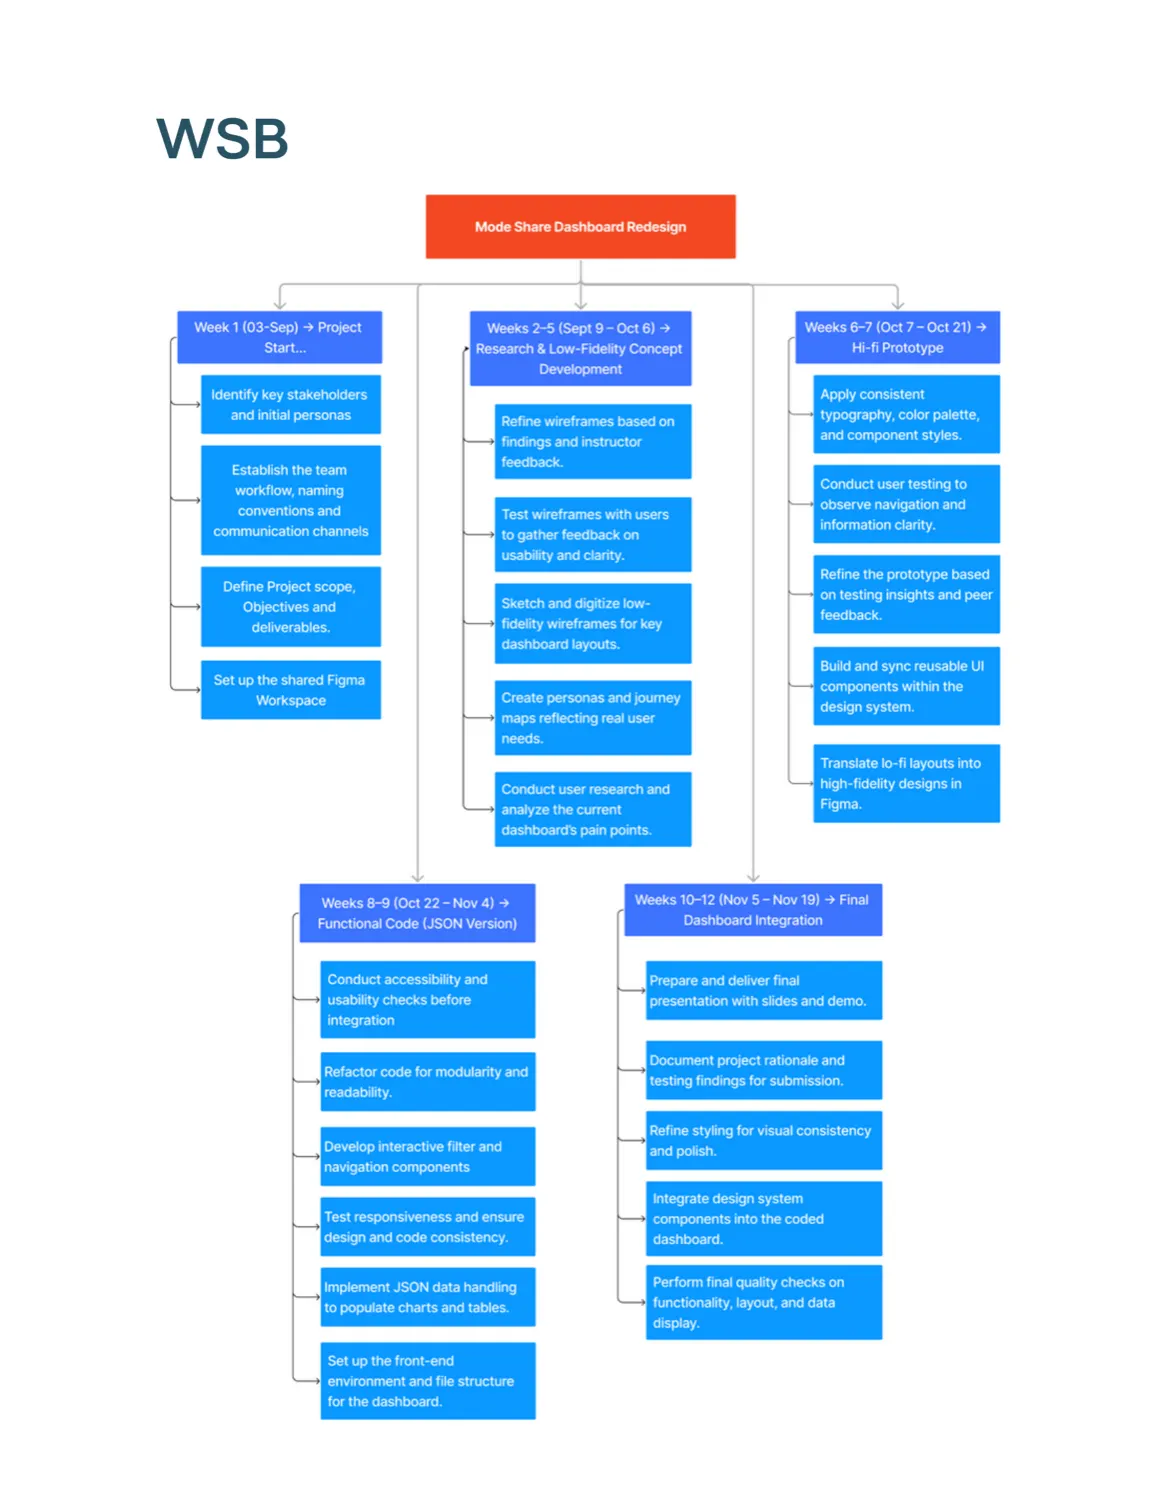 WSB
Mode Share Dashboard Redesign
Week 1 (03-Sep) → Project
Start...
Identify key stakeholders
and initial personas
Establish the team
workflow, naming
conventions and
communication channels
Define Project scope,
Objectives and
deliverables.
Set up the shared Figma
Workspace
Weeks 2–5 (Sept 9 – Oct 6) →
Research & Low-Fidelity Concept
Development
Refine wireframes based on
findings and instructor
feedback.
Test wireframes with users
to gather feedback on
usability and clarity.
Sketch and digitize low-
fidelity wireframes for key
dashboard layouts.
Create personas and journey
maps reflecting real user
needs.
Conduct user research and
analyze the current
dashboard's pain points.
Weeks 6–7 (Oct 7 – Oct 21) →
Hi-fi Prototype
Apply consistent
typography, color palette,
and component styles.
Conduct user testing to
observe navigation and
information clarity.
Refine the prototype based
on testing insights and peer
feedback.
Build and sync reusable UI
components within the
design system.
Translate lo-fi layouts into
high-fidelity designs in
Figma.
Weeks 8–9 (Oct 22 – Nov 4) →
Functional Code (JSON Version)
Conduct accessibility and
usability checks before
integration
Refactor code for modularity and
readability.
Develop interactive filter and
navigation components
Test responsiveness and ensure
design and code consistency.
Implement JSON data handling
to populate charts and tables.
Set up the front-end
environment and file structure
for the dashboard.
Weeks 10–12 (Nov 5 – Nov 19) → Final
Dashboard Integration
Prepare and deliver final
presentation with slides and demo.
Document project rationale and
testing findings for submission.
Refine styling for visual consistency
and polish.
Integrate design system
components into the coded
dashboard.
Perform final quality checks on
functionality, layout, and data
display.